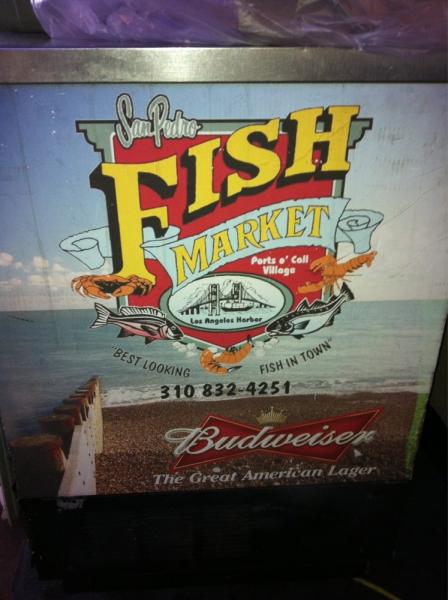 San Pedro
FISH
MARKET
Ports o' Call
Village
Los Angeles Harbor
"BEST LOOKING FISH IN TOWN"
310 832-4251
Budweiser
The Great American Lager